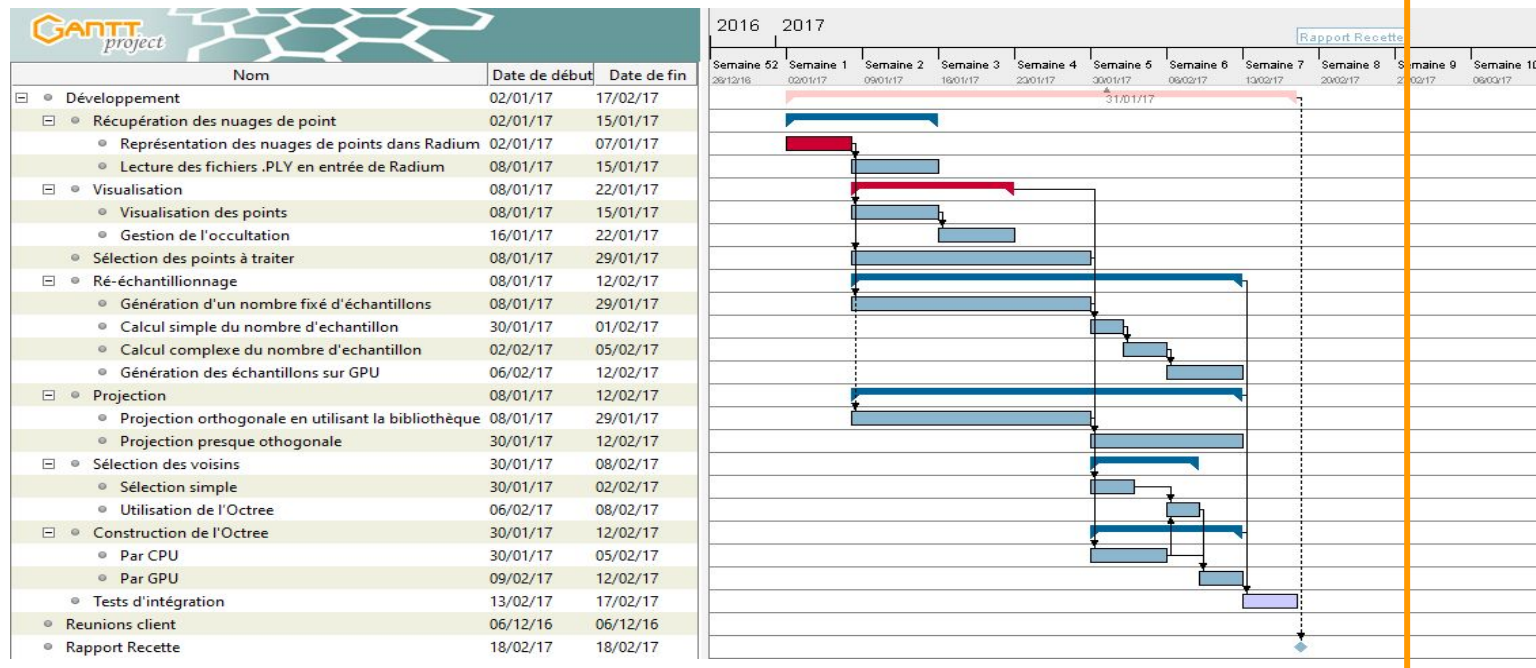 GANTT
project
2016 2017
Rapport Recette
Semaine 52 Semaine 1 Semaine 2 Semaine 3 Semaine 4 Semaine 5 Semaine 6 Semaine 7 Semaine 8 Semaine 9 Semaine 10
26/12/16 02/01/17 09/01/17 16/01/17 23/01/17 30/01/17 06/02/17 13/02/17 20/02/17 27/02/17 06/03/17
Nom Date de début Date de fin
Développement 02/01/17 17/02/17
31/01/17
Récupération des nuages de point 02/01/17 15/01/17
Représentation des nuages de points dans Radium 02/01/17 07/01/17
Lecture des fichiers .PLY en entrée de Radium 08/01/17 15/01/17
Visualisation 08/01/17 22/01/17
Visualisation des points 08/01/17 15/01/17
Gestion de l'occultation 16/01/17 22/01/17
Sélection des points à traiter 08/01/17 29/01/17
Ré-échantillionnage 08/01/17 12/02/17
Génération d'un nombre fixé d'échantillons 08/01/17 29/01/17
Calcul simple du nombre d'echantillon 30/01/17 01/02/17
Calcul complexe du nombre d'echantillon 02/02/17 05/02/17
Génération des échantillons sur GPU 06/02/17 12/02/17
Projection 08/01/17 12/02/17
Projection orthogonale en utilisant la bibliothèque 08/01/17 29/01/17
Projection presque othogonale 30/01/17 12/02/17
Sélection des voisins 30/01/17 08/02/17
Sélection simple 30/01/17 02/02/17
Utilisation de l'Octree 06/02/17 08/02/17
Construction de l'Octree 30/01/17 12/02/17
Par CPU 30/01/17 05/02/17
Par GPU 09/02/17 12/02/17
Tests d'intégration 13/02/17 17/02/17
Reunions client 06/12/16 06/12/16
Rapport Recette 18/02/17 18/02/17